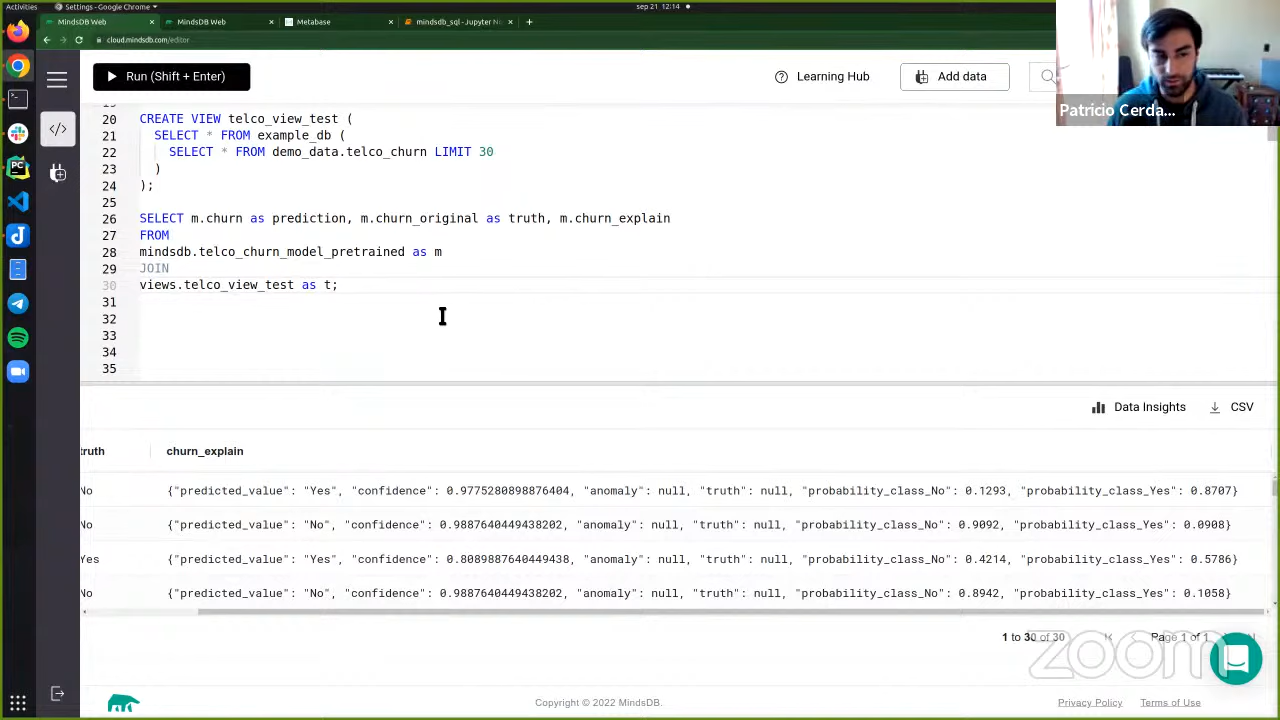 Activities
Settings - Google Chrome
sep 21 12:14
MindsDB Web
MindsDB Web
Metabase
mindsdb_sql - Jupyter
cloud.mindsdb.com/editor
Run (Shift + Enter)
Learning Hub
Add data
Patricio Cerda...
20 CREATE VIEW telco_view_test (
21 SELECT * FROM example_db (
22 SELECT * FROM demo_data.telco_churn LIMIT 30
23 )
24 );
25
26 SELECT m.churn as prediction, m.churn_original as truth, m.churn_explain
27 FROM
28 mindsdb.telco_churn_model_pretrained as m
29 JOIN
30 views.telco_view_test as t;
31
32
33
34
35
Data Insights
CSV
truth churn_explain
No {"predicted_value": "Yes", "confidence": 0.9775280898876404, "anomaly": null, "truth": null, "probability_class_No": 0.1293, "probability_class_Yes": 0.8707}
No {"predicted_value": "No", "confidence": 0.9887640449438202, "anomaly": null, "truth": null, "probability_class_No": 0.9092, "probability_class_Yes": 0.0908}
Yes {"predicted_value": "Yes", "confidence": 0.8089887640449438, "anomaly": null, "truth": null, "probability_class_No": 0.4214, "probability_class_Yes": 0.5786}
No {"predicted_value": "No", "confidence": 0.9887640449438202, "anomaly": null, "truth": null, "probability_class_No": 0.8942, "probability_class_Yes": 0.1058}
1 to 30 of 30
Page 1 of 1
zoom
Copyright © 2022 MindsDB.
Privacy Policy
Terms of Use